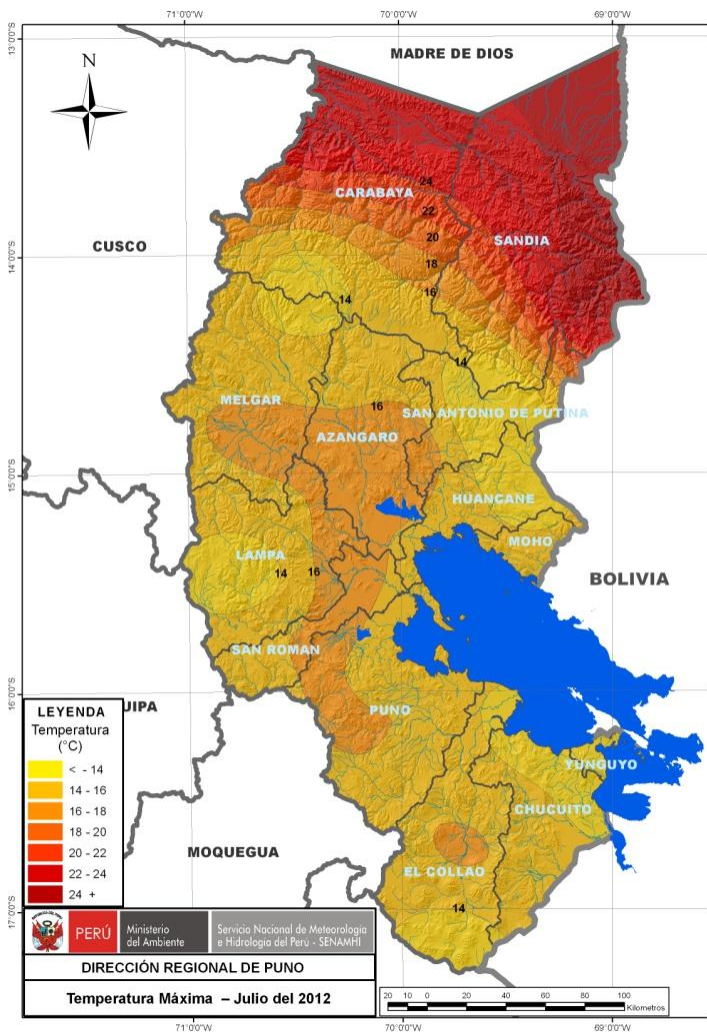 71°0'0"W
70°0'0"W
69°0'0"W
13°0'0"S
MADRE DE DIOS
N
24
CARABAYA
22
20
SANDIA
CUSCO
18
14°0'0"S
16
14
14
MELGAR
16
SAN ANTONIO DE PUTINA
AZANGARO
15°0'0"S
HUANCANE
MOHO
LAMPA
14
16
BOLIVIA
SAN ROMAN
16°0'0"S
UIPA
PUNO
YUNGUYO
CHUCUITO
MOQUEGUA
EL COLLAO
14
17°0'0"S
LEYENDA
Temperatura
(°C)
< - 14
14 - 16
16 - 18
18 - 20
20 - 22
22 - 24
24 +
PERÚ
Ministerio
del Ambiente
Servicio Nacional de Meteorología
e Hidrología del Perú - SENAMHI
DIRECCIÓN REGIONAL DE PUNO
Temperatura Máxima – Julio del 2012
20 10 0 20 40 60 80 100
Kilometros
71°0'0"W
70°0'0"W
69°0'0"W